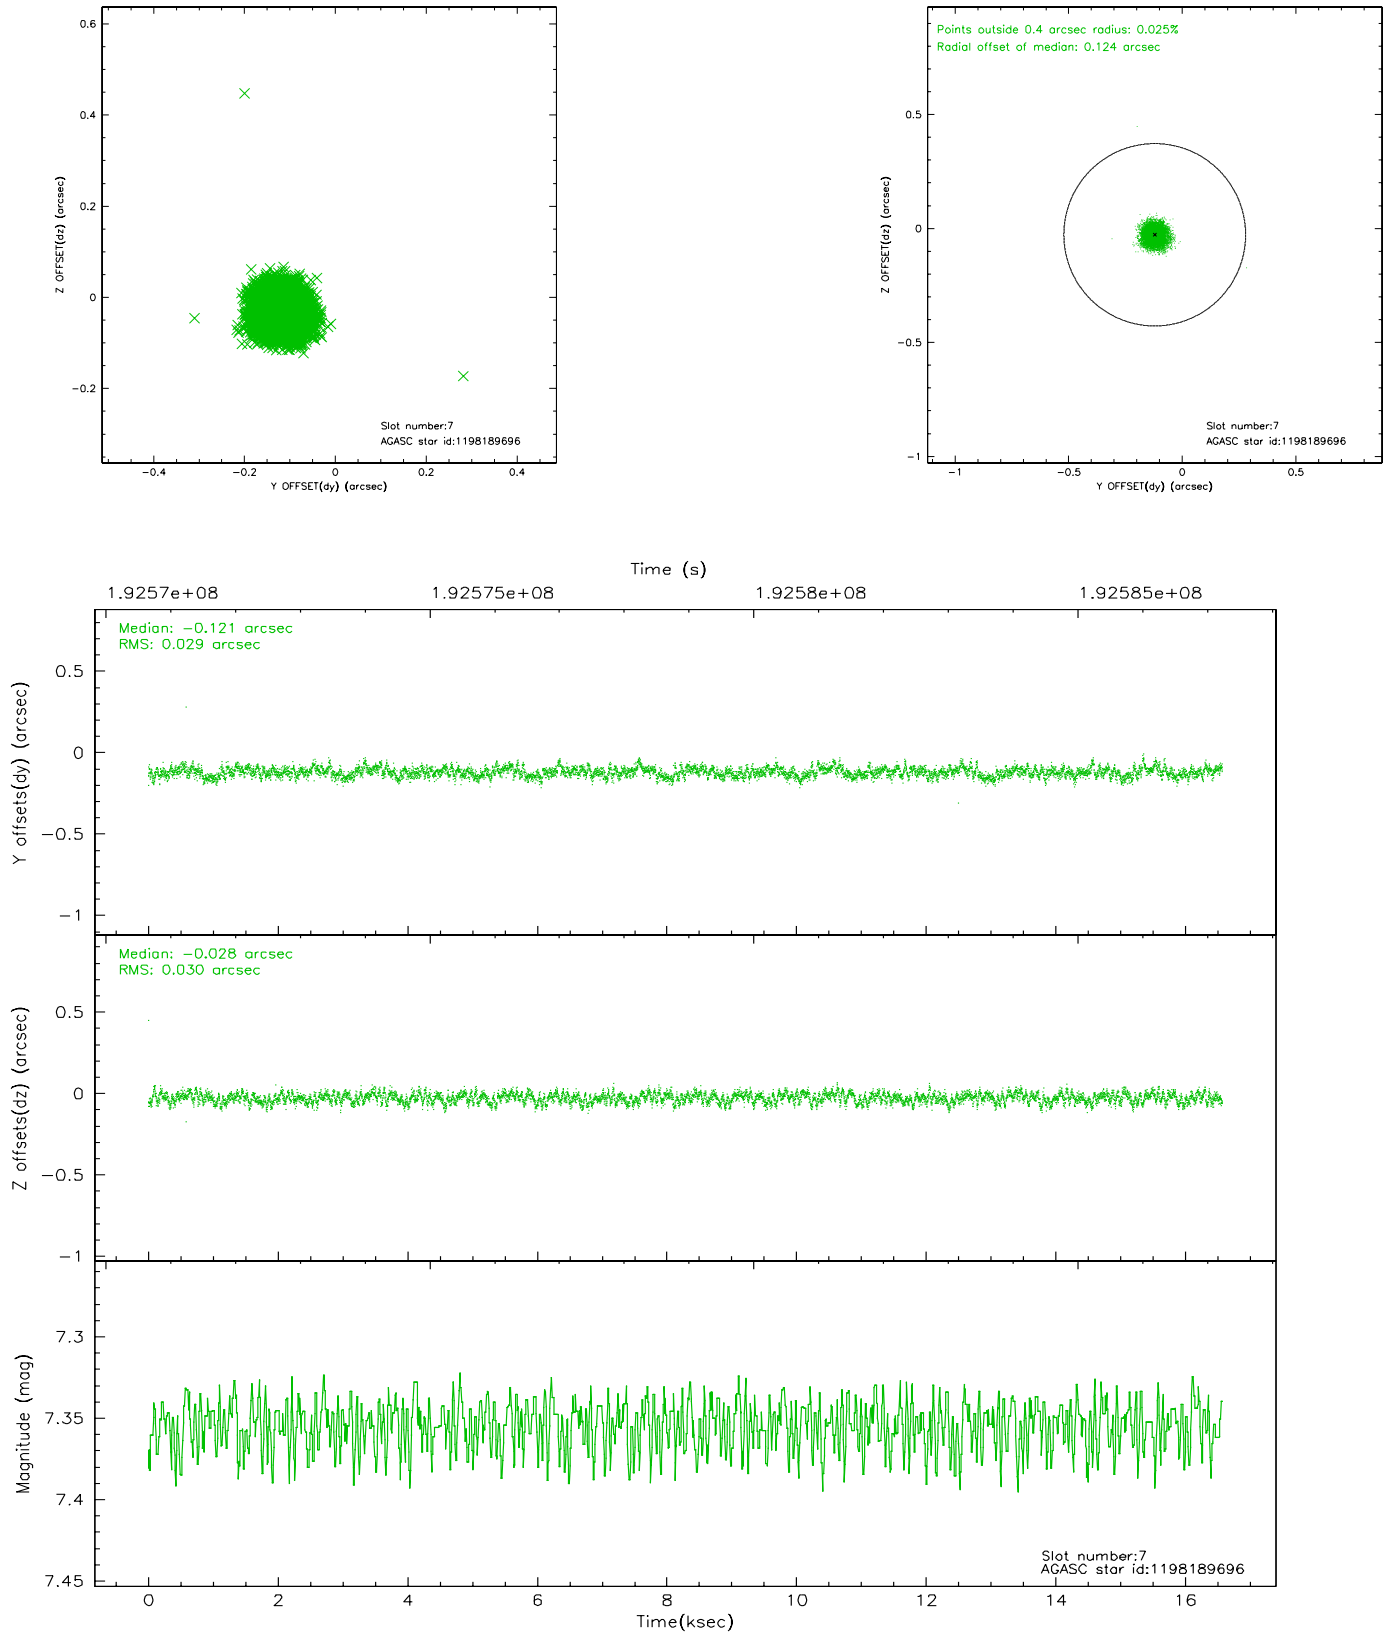 0.6
0.4
0.2
0
−0.2
Z OFFSET(dz) (arcsec)
Slot number:7
AGASC star id:1198189696
−0.4
−0.2
0
0.2
0.4
Y OFFSET(dy) (arcsec)
Points outside 0.4 arcsec radius: 0.025%
Radial offset of median: 0.124 arcsec
0.5
0
−0.5
−1
Z OFFSET(dz) (arcsec)
Slot number:7
AGASC star id:1198189696
−1
−0.5
0
0.5
Y OFFSET(dy) (arcsec)
Time (s)
1.9257e+08
1.92575e+08
1.9258e+08
1.92585e+08
Median: −0.121 arcsec
RMS: 0.029 arcsec
0.5
0
−0.5
−1
Y offsets(dy) (arcsec)
Median: −0.028 arcsec
RMS: 0.030 arcsec
0.5
0
−0.5
−1
Z offsets(dz) (arcsec)
7.3
7.35
7.4
7.45
Magnitude (mag)
Slot number:7
AGASC star id:1198189696
0
2
4
6
8
10
12
14
16
Time(ksec)